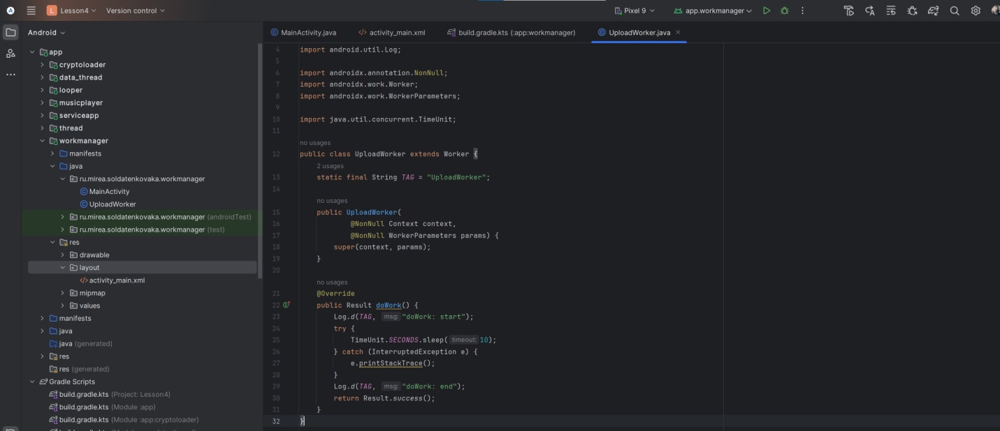 L Lesson4 Version control Pixel 9 app.workmanager
Android
MainActivity.java activity_main.xml build.gradle.kts (:app:workmanager) UploadWorker.java
app
cryptoloader
data_thread
looper
musicplayer
serviceapp
thread
workmanager
manifests
java
ru.mirea.soldatenkovaka.workmanager
MainActivity
UploadWorker
ru.mirea.soldatenkovaka.workmanager (androidTest)
ru.mirea.soldatenkovaka.workmanager (test)
res
drawable
layout
activity_main.xml
mipmap
values
manifests
java
java (generated)
res
res (generated)
Gradle Scripts
build.gradle.kts (Project: Lesson4)
build.gradle.kts (Module :app)
build.gradle.kts (Module :app:cryptoloader)
4 import android.util.Log;
5
6 import androidx.annotation.NonNull;
7 import androidx.work.Worker;
8 import androidx.work.WorkerParameters;
9
10 import java.util.concurrent.TimeUnit;
11
no usages
12 public class UploadWorker extends Worker {
2 usages
13 static final String TAG = "UploadWorker";
14
no usages
15 public UploadWorker(
16 @NonNull Context context,
17 @NonNull WorkerParameters params) {
18 super(context, params);
19 }
20
no usages
21 @Override
22 public Result doWork() {
23 Log.d(TAG, msg: "doWork: start");
24 try {
25 TimeUnit.SECONDS.sleep( timeout: 10);
26 } catch (InterruptedException e) {
27 e.printStackTrace();
28 }
29 Log.d(TAG, msg: "doWork: end");
30 return Result.success();
31 }
32 }